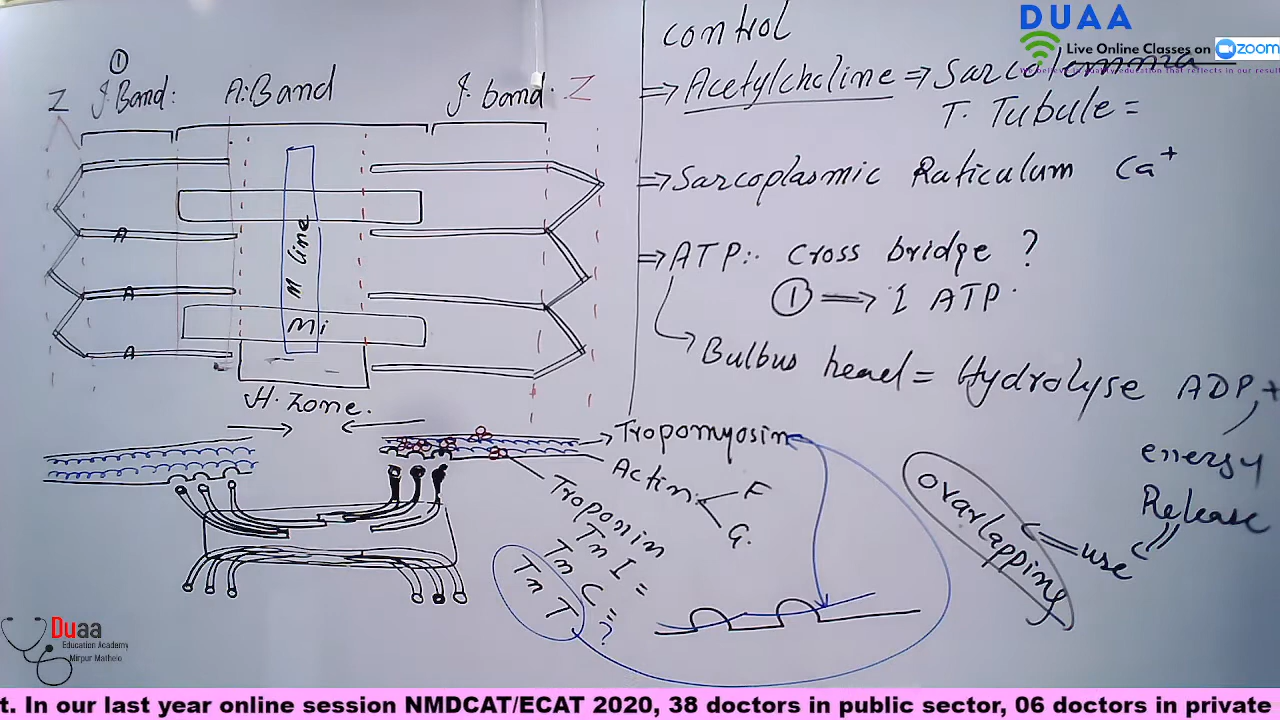 Z
①
I.Band:
A:Band
I.band.
Z
A
A
A
M line
Mi
H.Zone.
control
⇒ Acetylcholine ⇒ Sarcolemma
T. Tubule =
⇒ Sarcoplasmic Raticulum Ca+
⇒ ATP:. Cross bridge ?
① ⇒ 1 ATP.
Bulbus head = Hydrolyse ADP, +
energy
Release
use
ovarlapping
Tropomyosin
Actin
F
G.
Troponin
Tn I =
Tn C =
Tn T ?
DUAA
Live Online Classes on zoom
Duaa
Education Academy
Mirpur Mathelo
t. In our last year online session NMDCAT/ECAT 2020, 38 doctors in public sector, 06 doctors in private